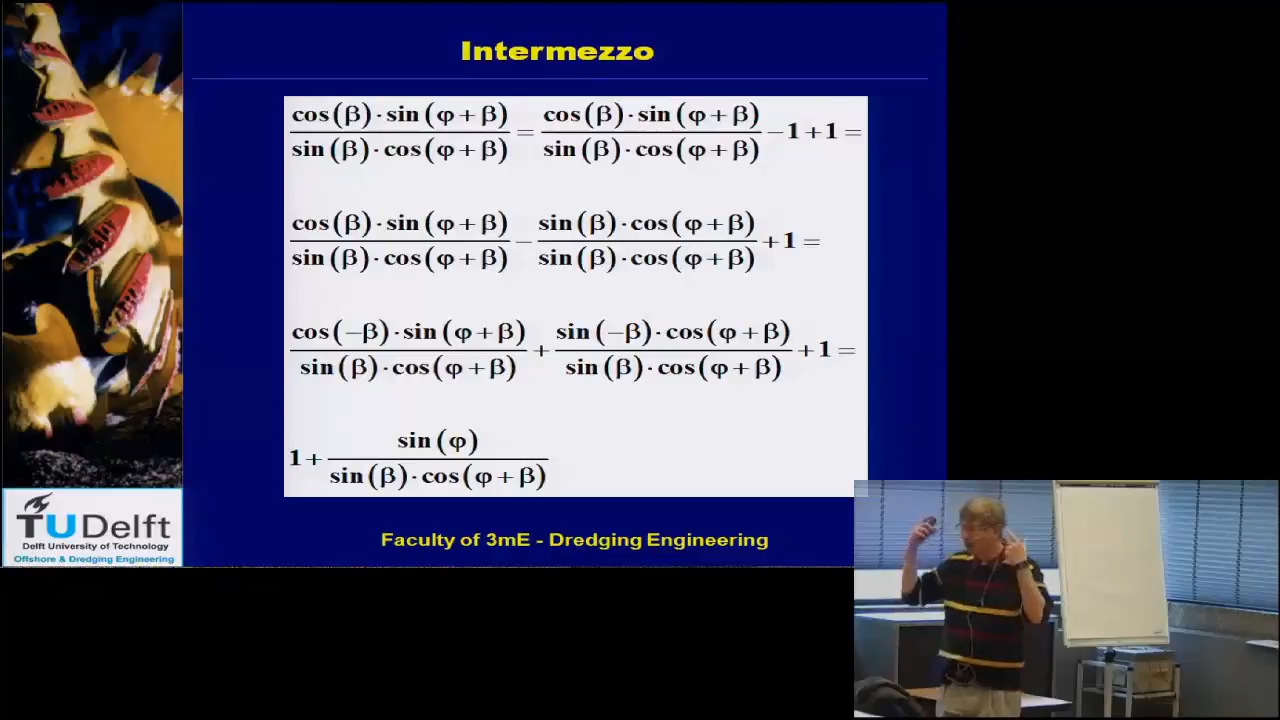 Intermezzo
cos(β)·sin(φ+β) / sin(β)·cos(φ+β) = cos(β)·sin(φ+β) / sin(β)·cos(φ+β) −1+1=
cos(β)·sin(φ+β) / sin(β)·cos(φ+β) − sin(β)·cos(φ+β) / sin(β)·cos(φ+β) +1=
cos(−β)·sin(φ+β) / sin(β)·cos(φ+β) + sin(−β)·cos(φ+β) / sin(β)·cos(φ+β) +1=
1+ sin(φ) / sin(β)·cos(φ+β)
TUDelft
Delft University of Technology
Offshore & Dredging Engineering
Faculty of 3mE - Dredging Engineering